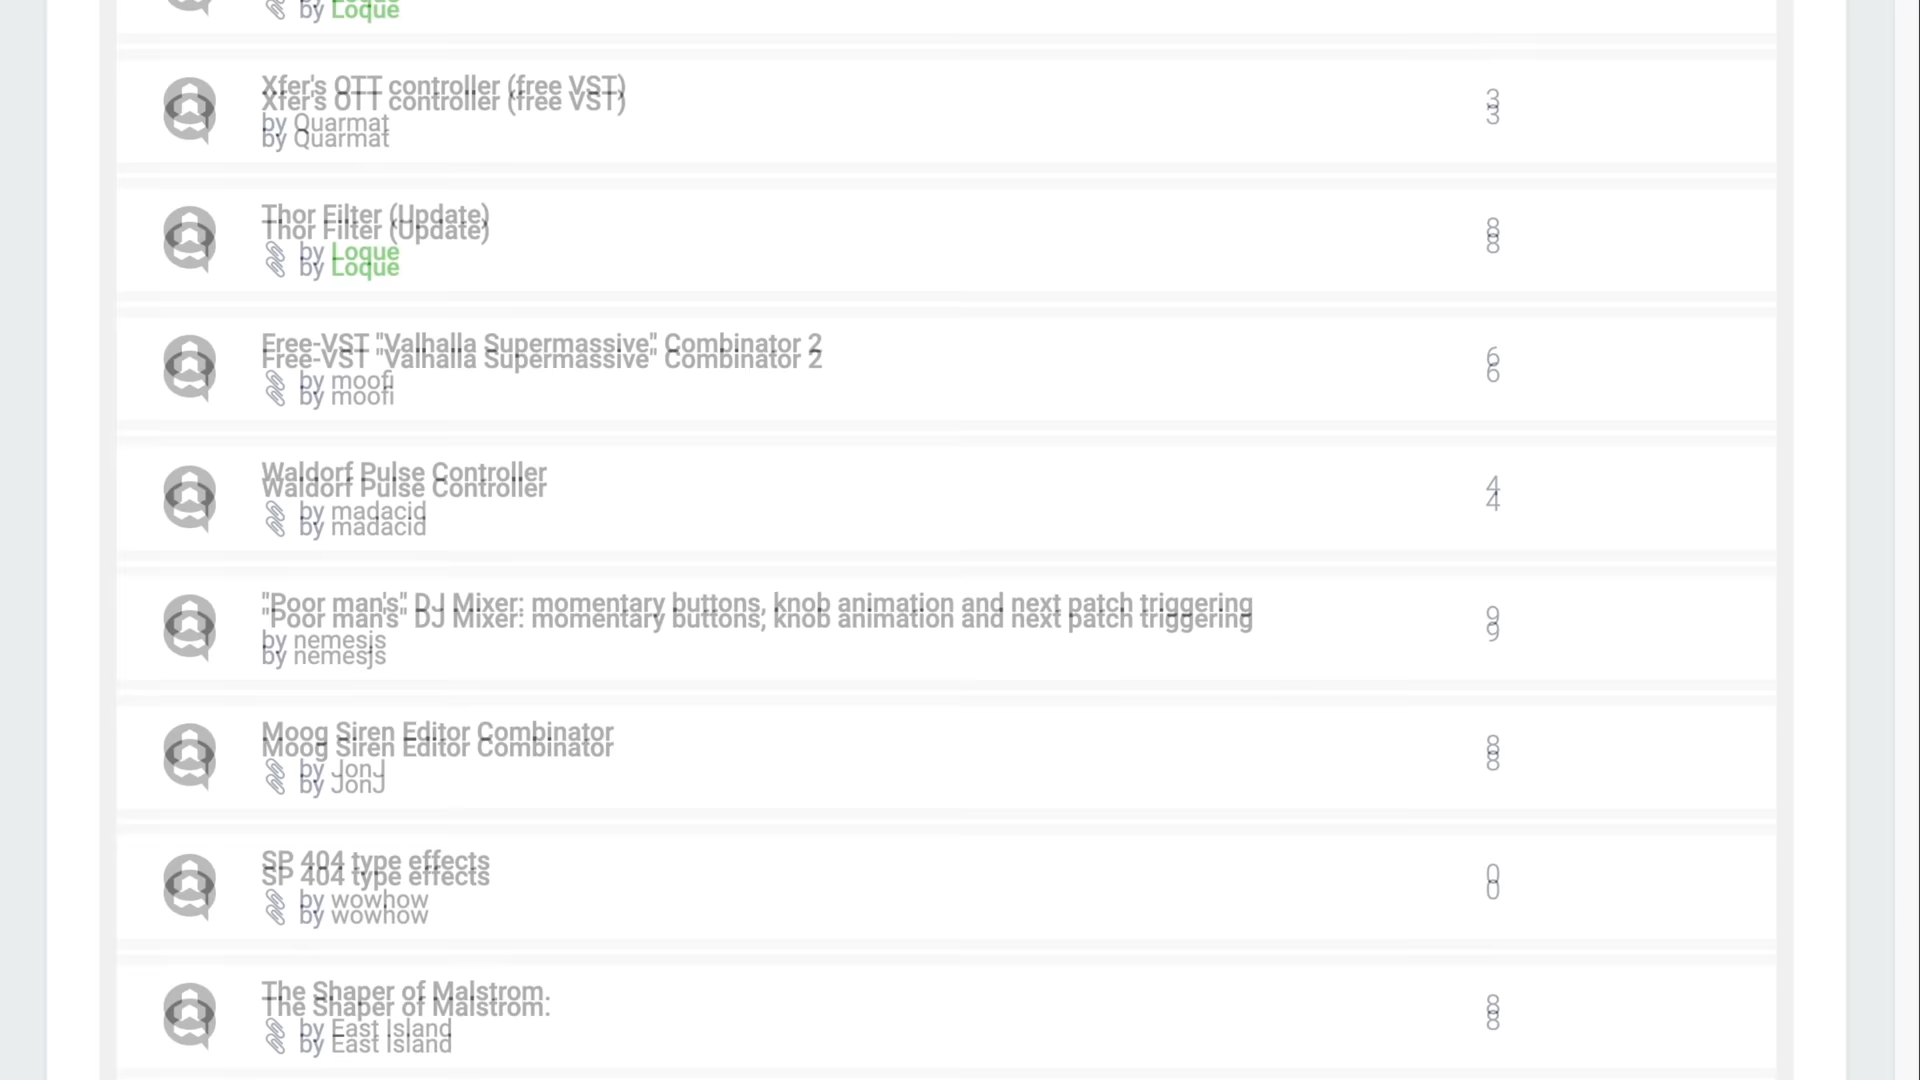 by Loque
Xfer's OTT controller (free VST)
by Quarmat
3
Thor Filter (Update)
by Loque
8
Free-VST "Valhalla Supermassive" Combinator 2
by moofi
6
Waldorf Pulse Controller
by madacid
4
"Poor man's" DJ Mixer: momentary buttons, knob animation and next patch triggering
by nemesjs
9
Moog Siren Editor Combinator
by JonJ
8
SP 404 type effects
by wowhow
0
The Shaper of Malstrom.
by East Island
8